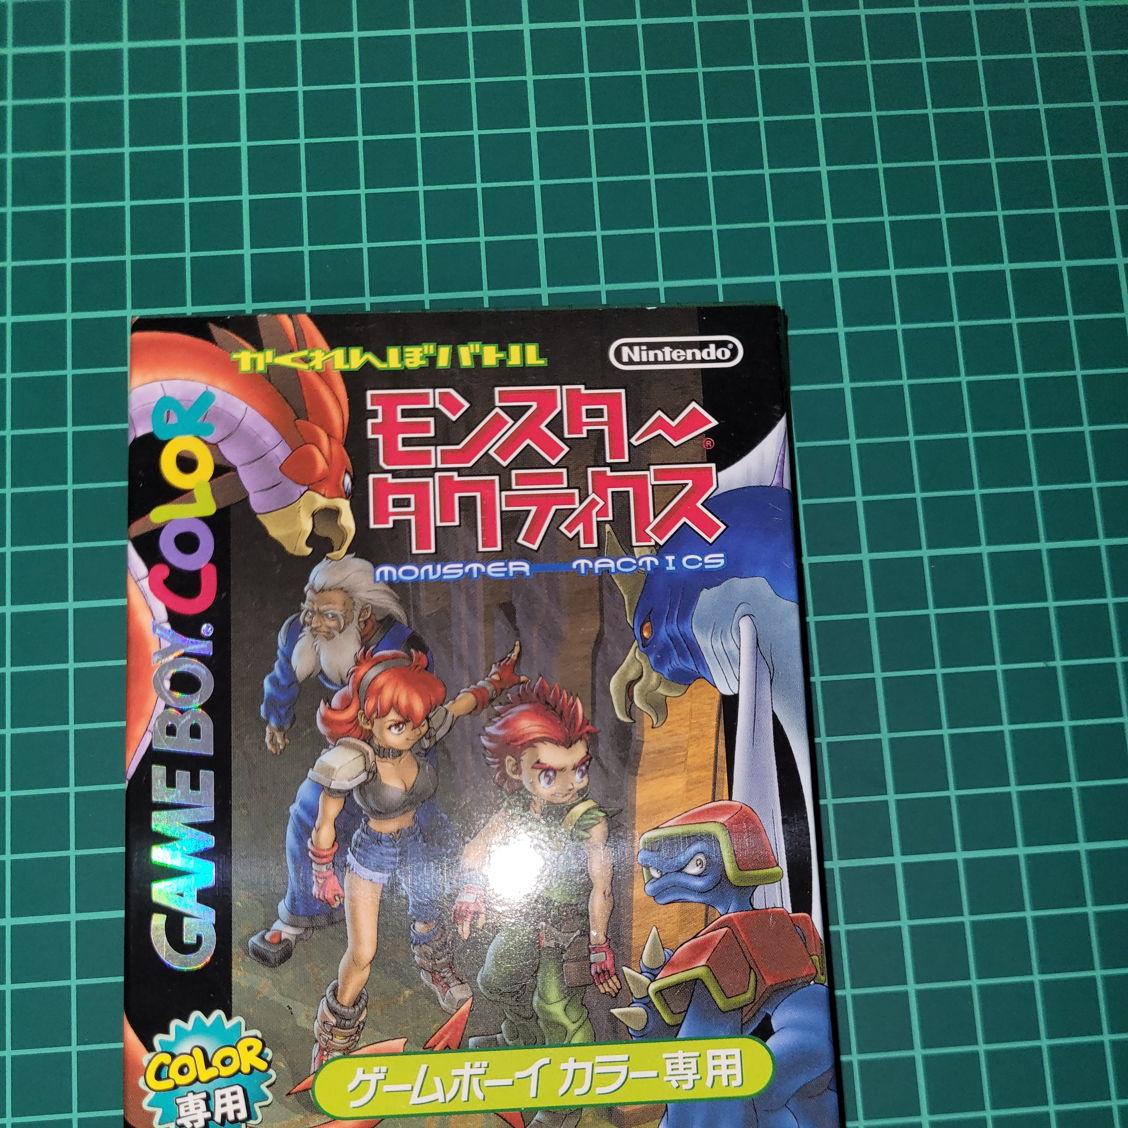 かくれんぼバトル
Nintendo®
モンスター®
タクティクス
MONSTER TACTICS
GAME BOY. COLOR
COLOR
専用
ゲームボーイ カラー専用